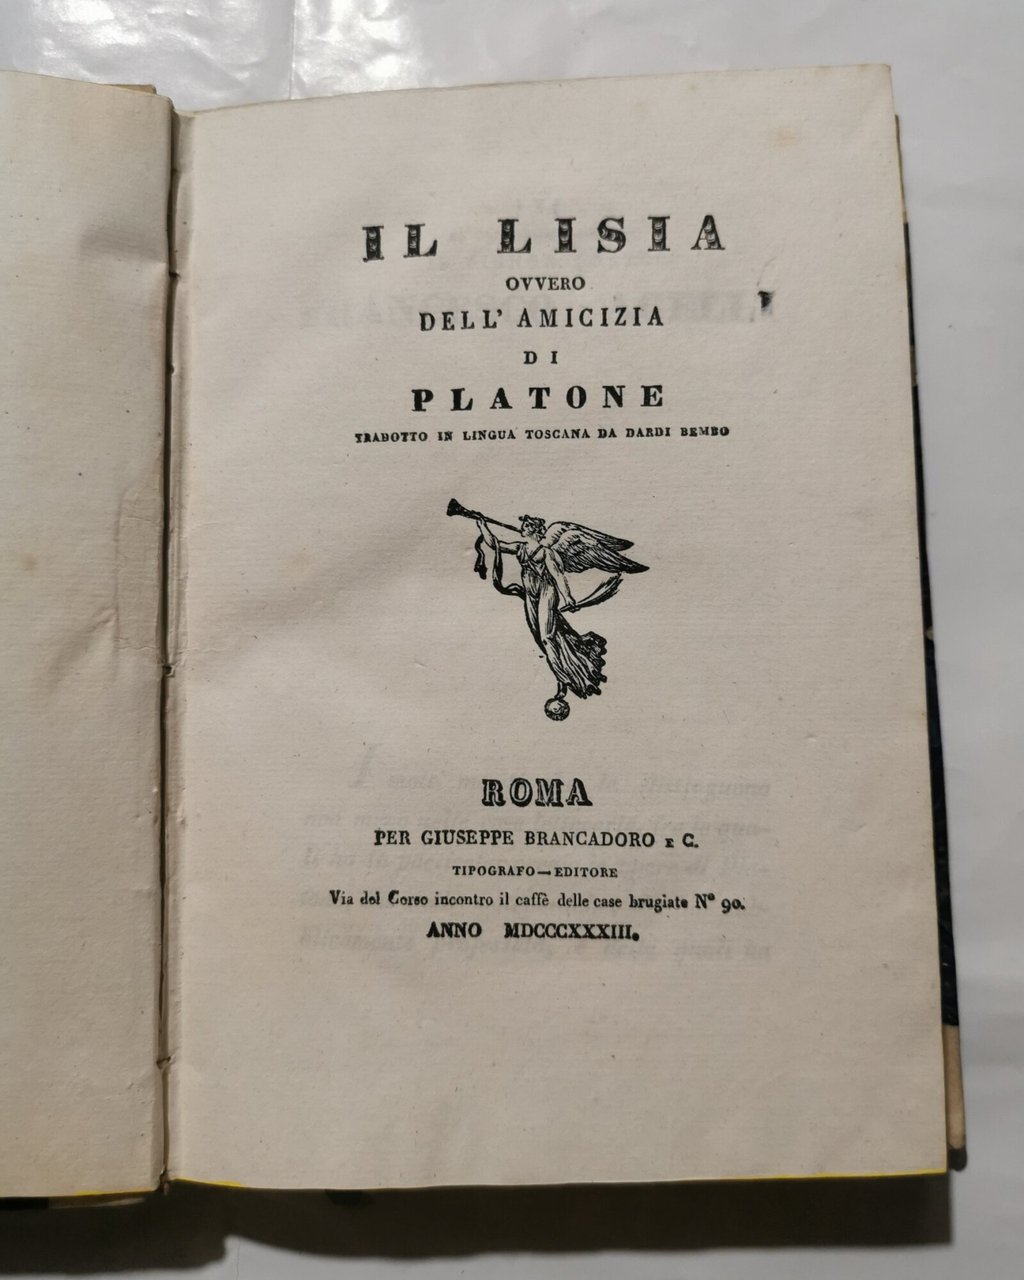 IL LISIA
OVVERO
DELL' AMICIZIA
DI
PLATONE
TRADOTTO IN LINGUA TOSCANA DA DARDI BEMBO
ROMA
PER GIUSEPPE BRANCADORO E C.
TIPOGRAFO—EDITORE
Via del Corso incontro il caffè delle case brugiate N° 90.
ANNO MDCCCXXXIII.